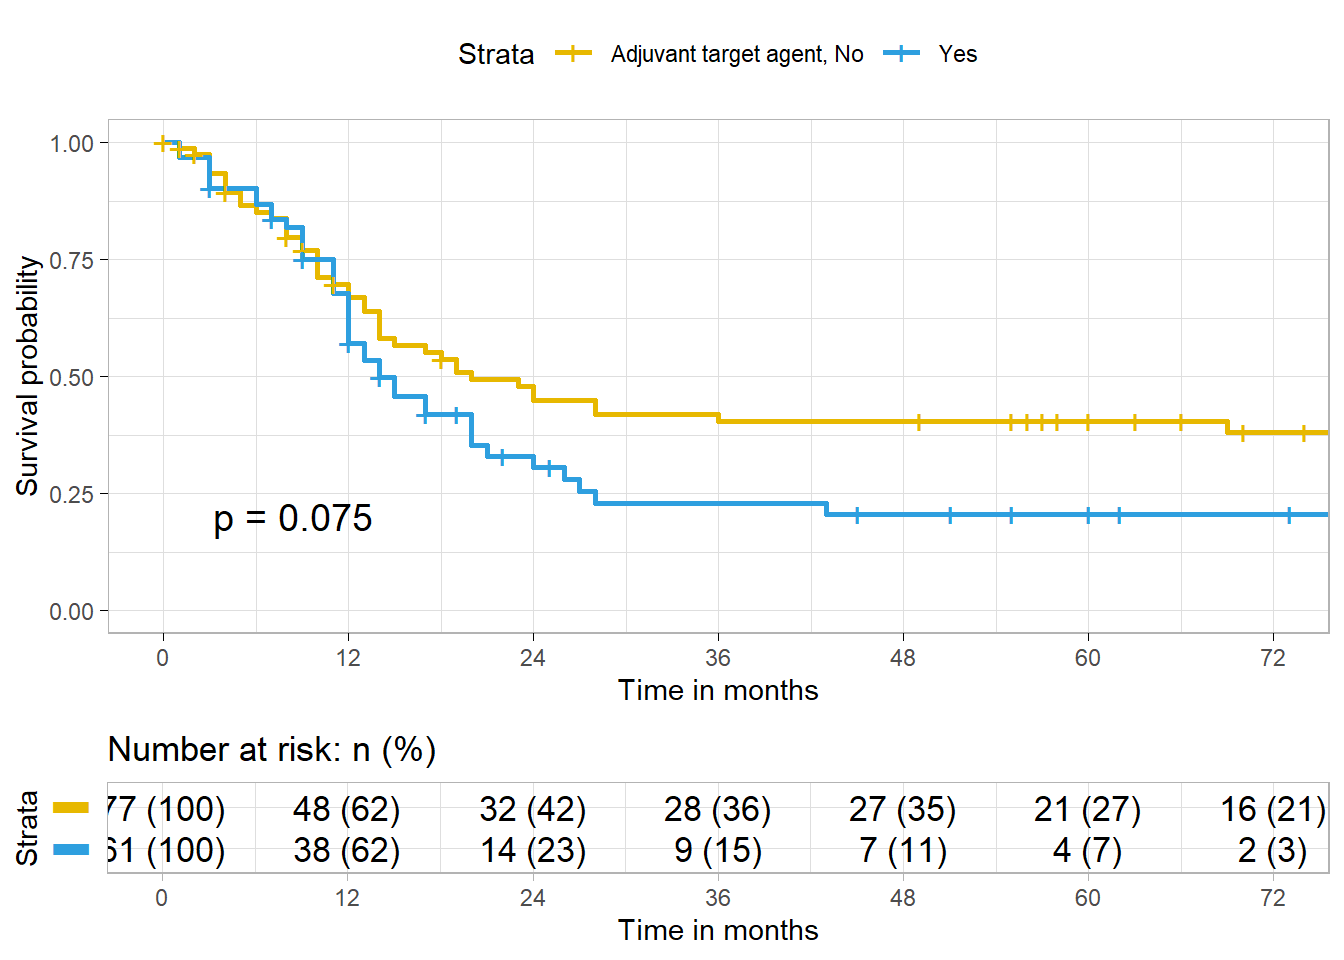 Strata Adjuvant target agent, No Yes
1.00
0.75
0.50
0.25
0.00
Survival probability
p = 0.075
0 12 24 36 48 60 72
Time in months
Number at risk: n (%)
Strata
77 (100) 48 (62) 32 (42) 28 (36) 27 (35) 21 (27) 16 (21)
61 (100) 38 (62) 14 (23) 9 (15) 7 (11) 4 (7) 2 (3)
0 12 24 36 48 60 72
Time in months